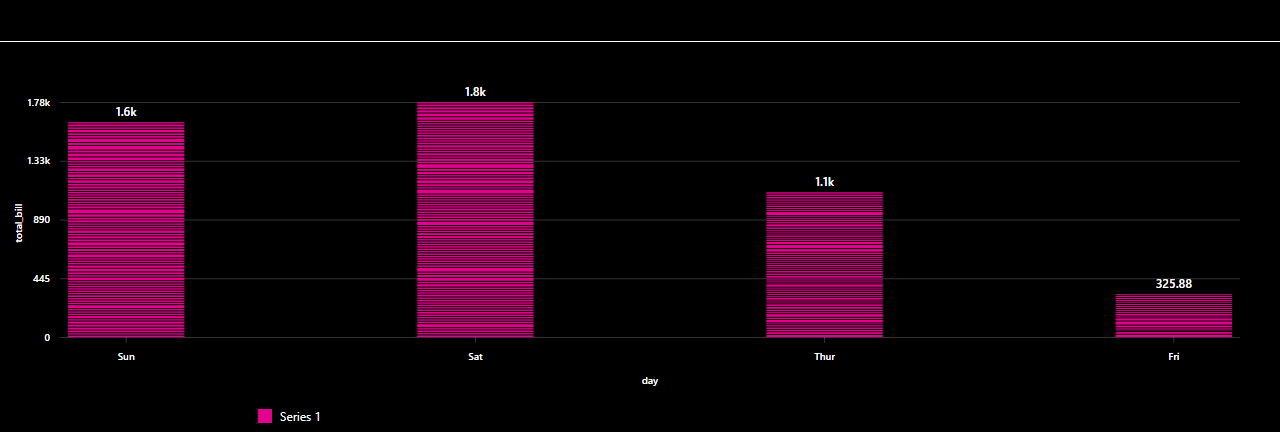 1.8k
1.6k
1.78k
1.33k
1.1k
890
total_bill
445
325.88
0
Sun Sat Thur Fri
day
Series 1